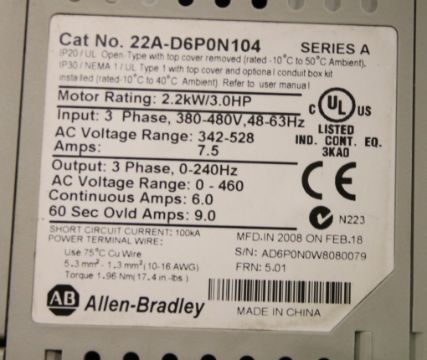 Cat No. 22A-D6P0N104 SERIES A
IP20 / UL Open-Type with top cover removed (rated -10°C to 50°C Ambient).
IP30 / NEMA 1 / UL Type 1 with top cover and optional conduit box kit
installed (rated -10°C to 40°C Ambient) Refer to user manual
Motor Rating: 2.2kW/3.0HP
Input: 3 Phase, 380-480V,48-63Hz
AC Voltage Range: 342-528
Amps: 7.5
C UL US
LISTED
IND. CONT. EQ.
3KA0
CE
Output: 3 Phase, 0-240Hz
AC Voltage Range: 0 - 460
Continuous Amps: 6.0
60 Sec Ovld Amps: 9.0
N223
SHORT CIRCUIT CURRENT: 100kA
POWER TERMINAL WIRE:
Use 75°C Cu Wire
5.3 mm² - 1.3 mm² (10-16 AWG)
Torque 1.96 Nm(17.4 in -lbs )
MFD.IN 2008 ON FEB.18
S/N: AD6P0N0W8080079
FRN: 5.01
AB Allen-Bradley
MADE IN CHINA